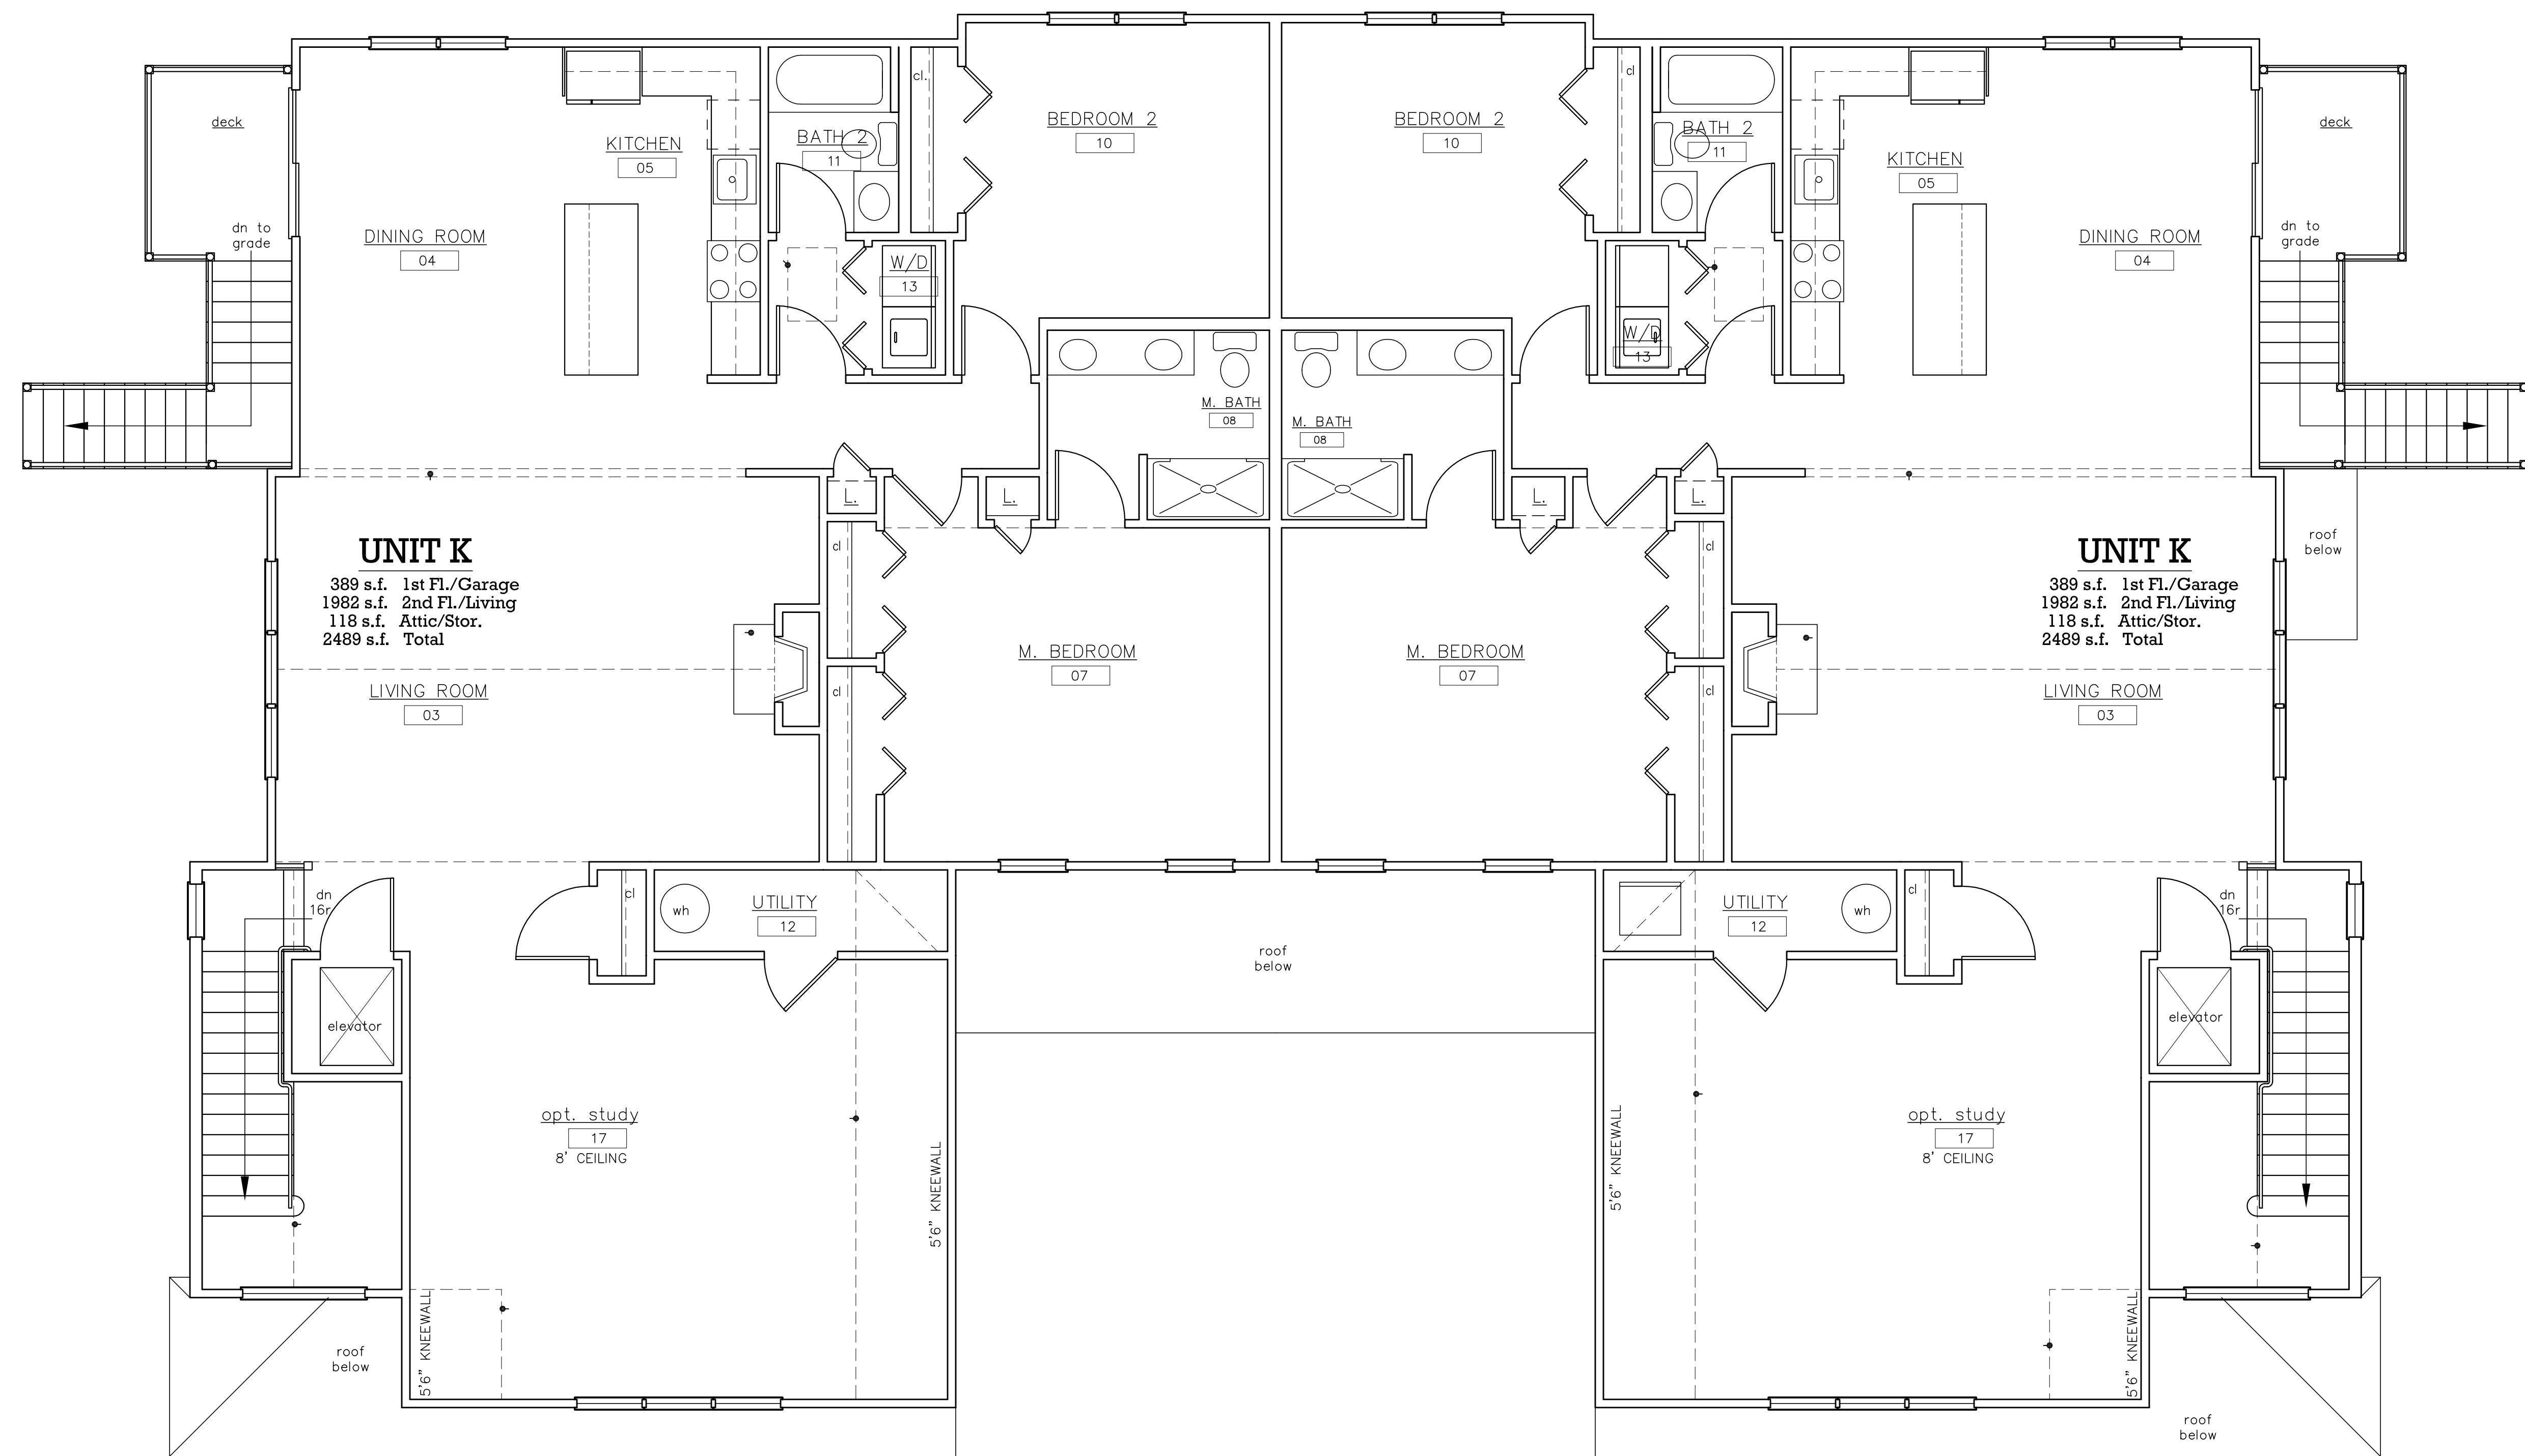 BEDROOM 2
10
BEDROOM 2
10
deck
deck
cl.
cl
KITCHEN
05
BATH 2
11
BATH 2
11
KITCHEN
05
dn to
grade
DINING ROOM
04
W/D
13
W/D
13
DINING ROOM
04
dn to
grade
M. BATH
08
M. BATH
08
L.
L.
L.
L.
UNIT K
389 s.f. 1st Fl./Garage
1982 s.f. 2nd Fl./Living
118 s.f. Attic/Stor.
2489 s.f. Total
cl
cl
UNIT K
389 s.f. 1st Fl./Garage
1982 s.f. 2nd Fl./Living
118 s.f. Attic/Stor.
2489 s.f. Total
roof
below
M. BEDROOM
07
M. BEDROOM
07
LIVING ROOM
03
cl
cl
LIVING ROOM
03
dn
16r
cl
wh
UTILITY
12
UTILITY
12
wh
cl
dn
16r
roof
below
elevator
elevator
opt. study
17
8' CEILING
5'6" KNEEWALL
5'6" KNEEWALL
opt. study
17
8' CEILING
5'6" KNEEWALL
5'6" KNEEWALL
roof
below
roof
below